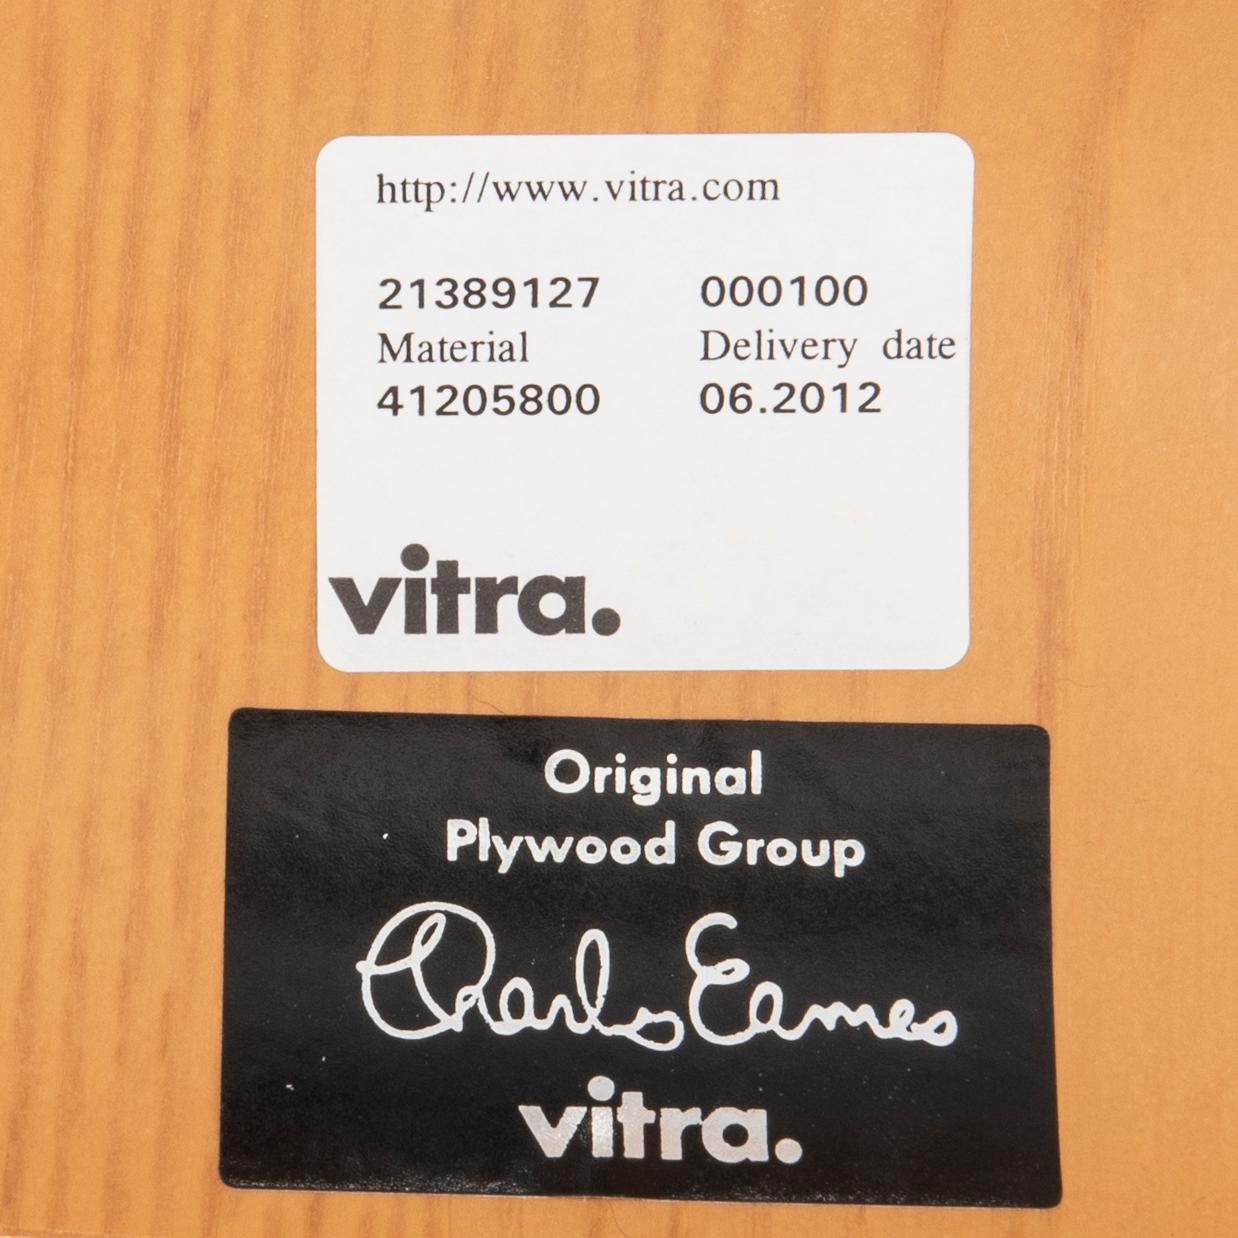 http://www.vitra.com
21389127 000100
Material Delivery date
41205800 06.2012
vitra.
Original
Plywood Group
Charles Eames
vitra.